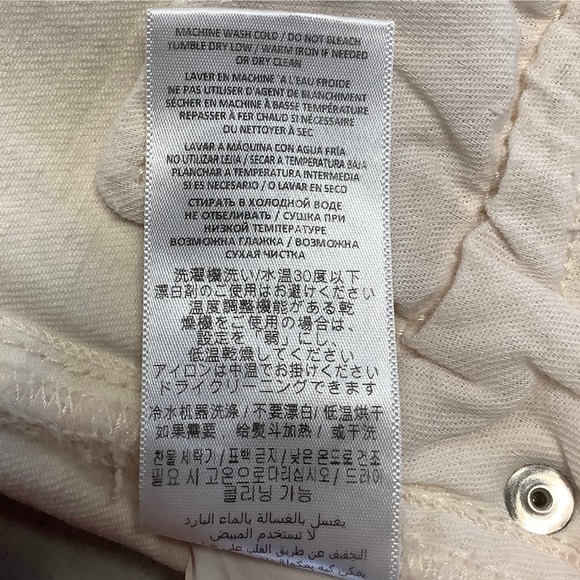 MACHINE WASH COLD / DO NOT BLEACH
TUMBLE DRY LOW / WARM IRON IF NEEDED
OR DRY CLEAN
LAVER EN MACHINE `A L'EAU FROIDE
NE PAS UTILISER D'AGENT DE BLANCHIMENT
SÉCHER EN MACHINE À BASSE TEMPÉRATURE
REPASSER À FER CHAUD SI NÉCESSAIRE
OU NETTOYER À SEC
LAVAR A MÁQUINA CON AGUA FRÍA
NO UTILIZAR LEJIA / SECAR A TEMPERATURA BAJA
PLANCHAR A TEMPERATURA INTERMEDIA
SI ES NECESARIO / O LAVAR EN SECO
СТИРАТЬ В ХОЛОДНОЙ ВОДЕ
НЕ ОТБЕЛИВАТЬ / СУШКА ПРИ
НИЗКОЙ ТЕМПЕРАТУРЕ
ВОЗМОЖНА ГЛАЖКА / ВОЗМОЖНА
СУХАЯ ЧИСТКА
洗濯機洗い/水温30度以下
漂白剤のご使用はお避けください
温度調整機能がある乾
燥機をご使用の場合は、
設定を「弱」にし、
低温乾燥してください
アイロンは中温でお掛けください
ドライクリーニングできます
冷水机器洗涤 / 不要漂白 / 低温烘干
如果需要 给熨斗加热 / 或干洗
찬물 세탁기 / 표백 금지 / 낮은 온도로 건조
필요 시 고온으로 다리십시오 / 드라이
클리닝 가능
يغسل بالغسالة بالماء البارد
لا تستخدم المبيض
التجفيف عن طريق القلب على